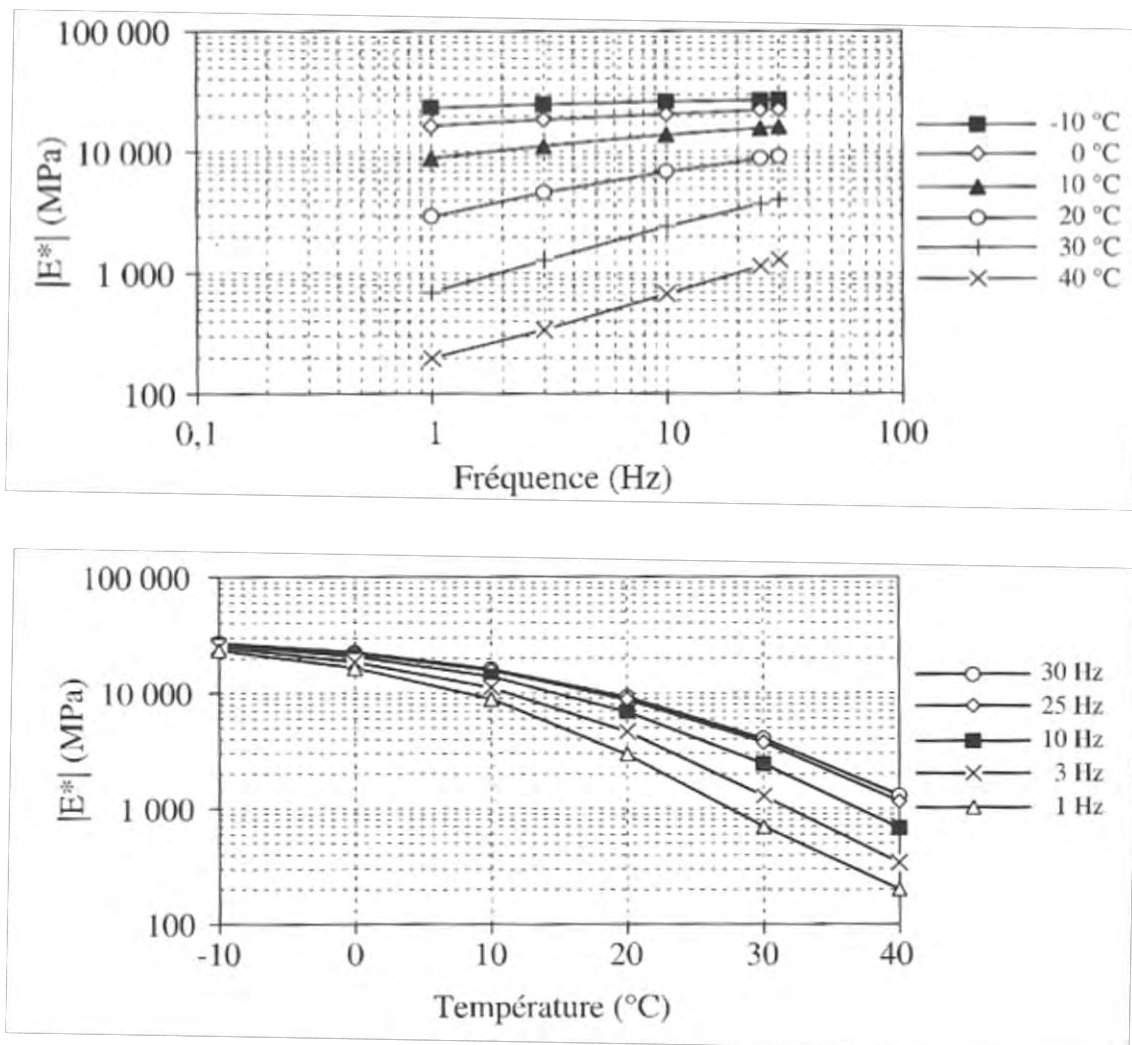 100 000
10 000
1 000
100
|E*| (MPa)
0,1
1
10
100
Fréquence (Hz)
-10 °C
0 °C
10 °C
20 °C
30 °C
40 °C
100 000
10 000
1 000
100
|E*| (MPa)
-10
0
10
20
30
40
Température (°C)
30 Hz
25 Hz
10 Hz
3 Hz
1 Hz